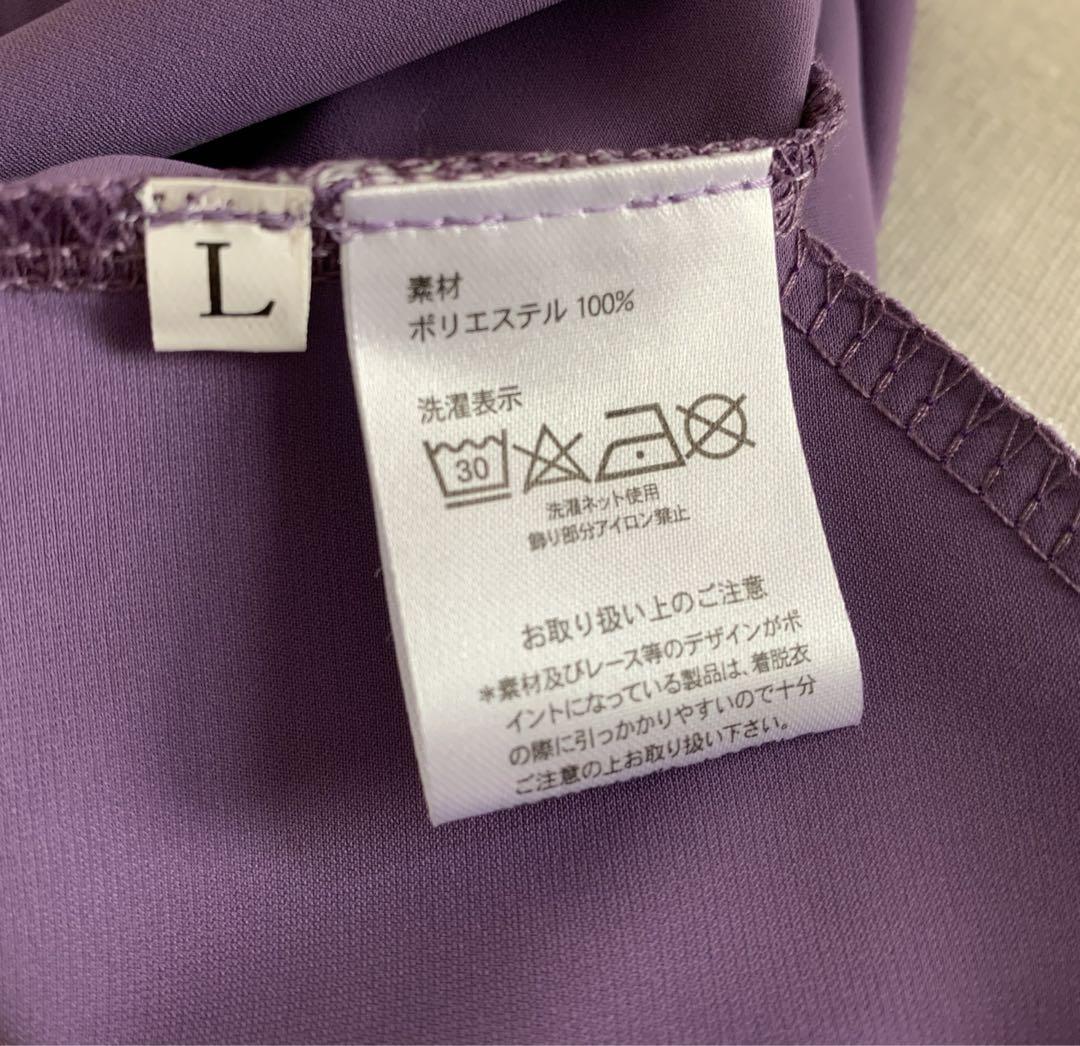 L
素材
ポリエステル 100%
洗濯表示
30
洗濯ネット使用
飾り部分アイロン禁止
お取り扱い上のご注意
*素材及びレース等のデザインがポ
イントになっている製品は、着脱衣
の際に引っかかりやすいので十分
ご注意の上お取り扱い下さい。